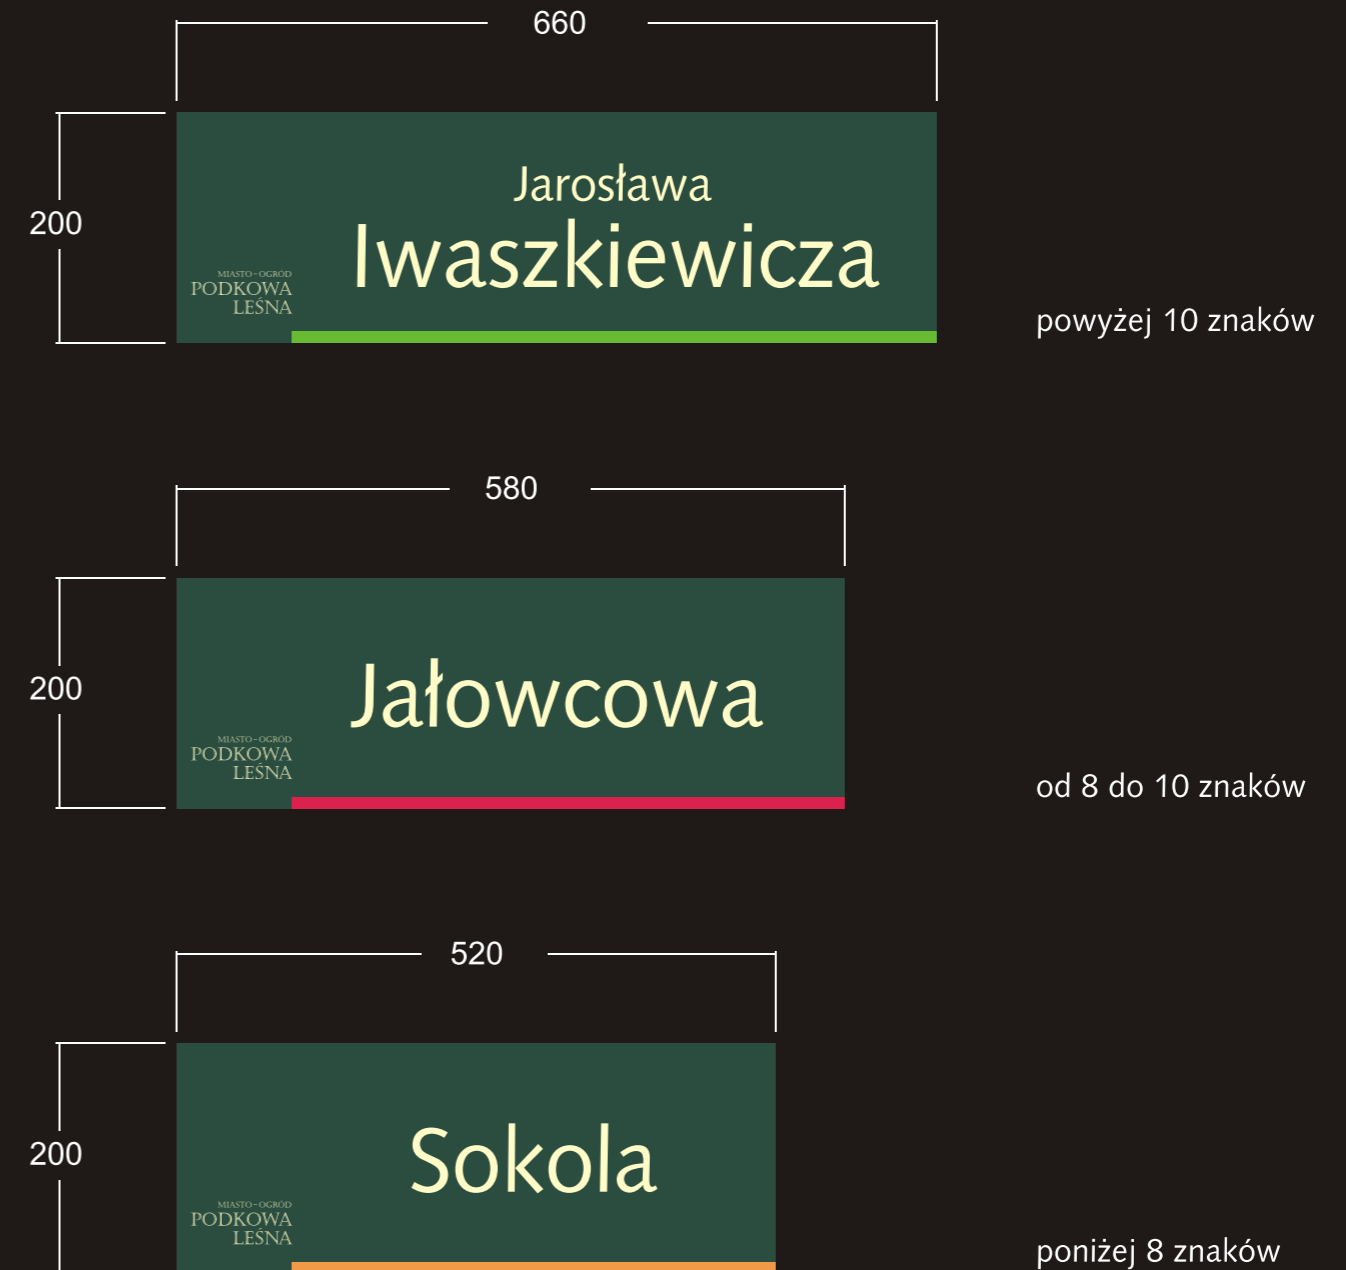 660
200
Jarosława
Iwaszkiewicza
MIASTO-OGRÓD
PODKOWA
LEŚNA
powyżej 10 znaków
580
200
Jałowcowa
MIASTO-OGRÓD
PODKOWA
LEŚNA
od 8 do 10 znaków
520
200
Sokola
MIASTO-OGRÓD
PODKOWA
LEŚNA
poniżej 8 znaków